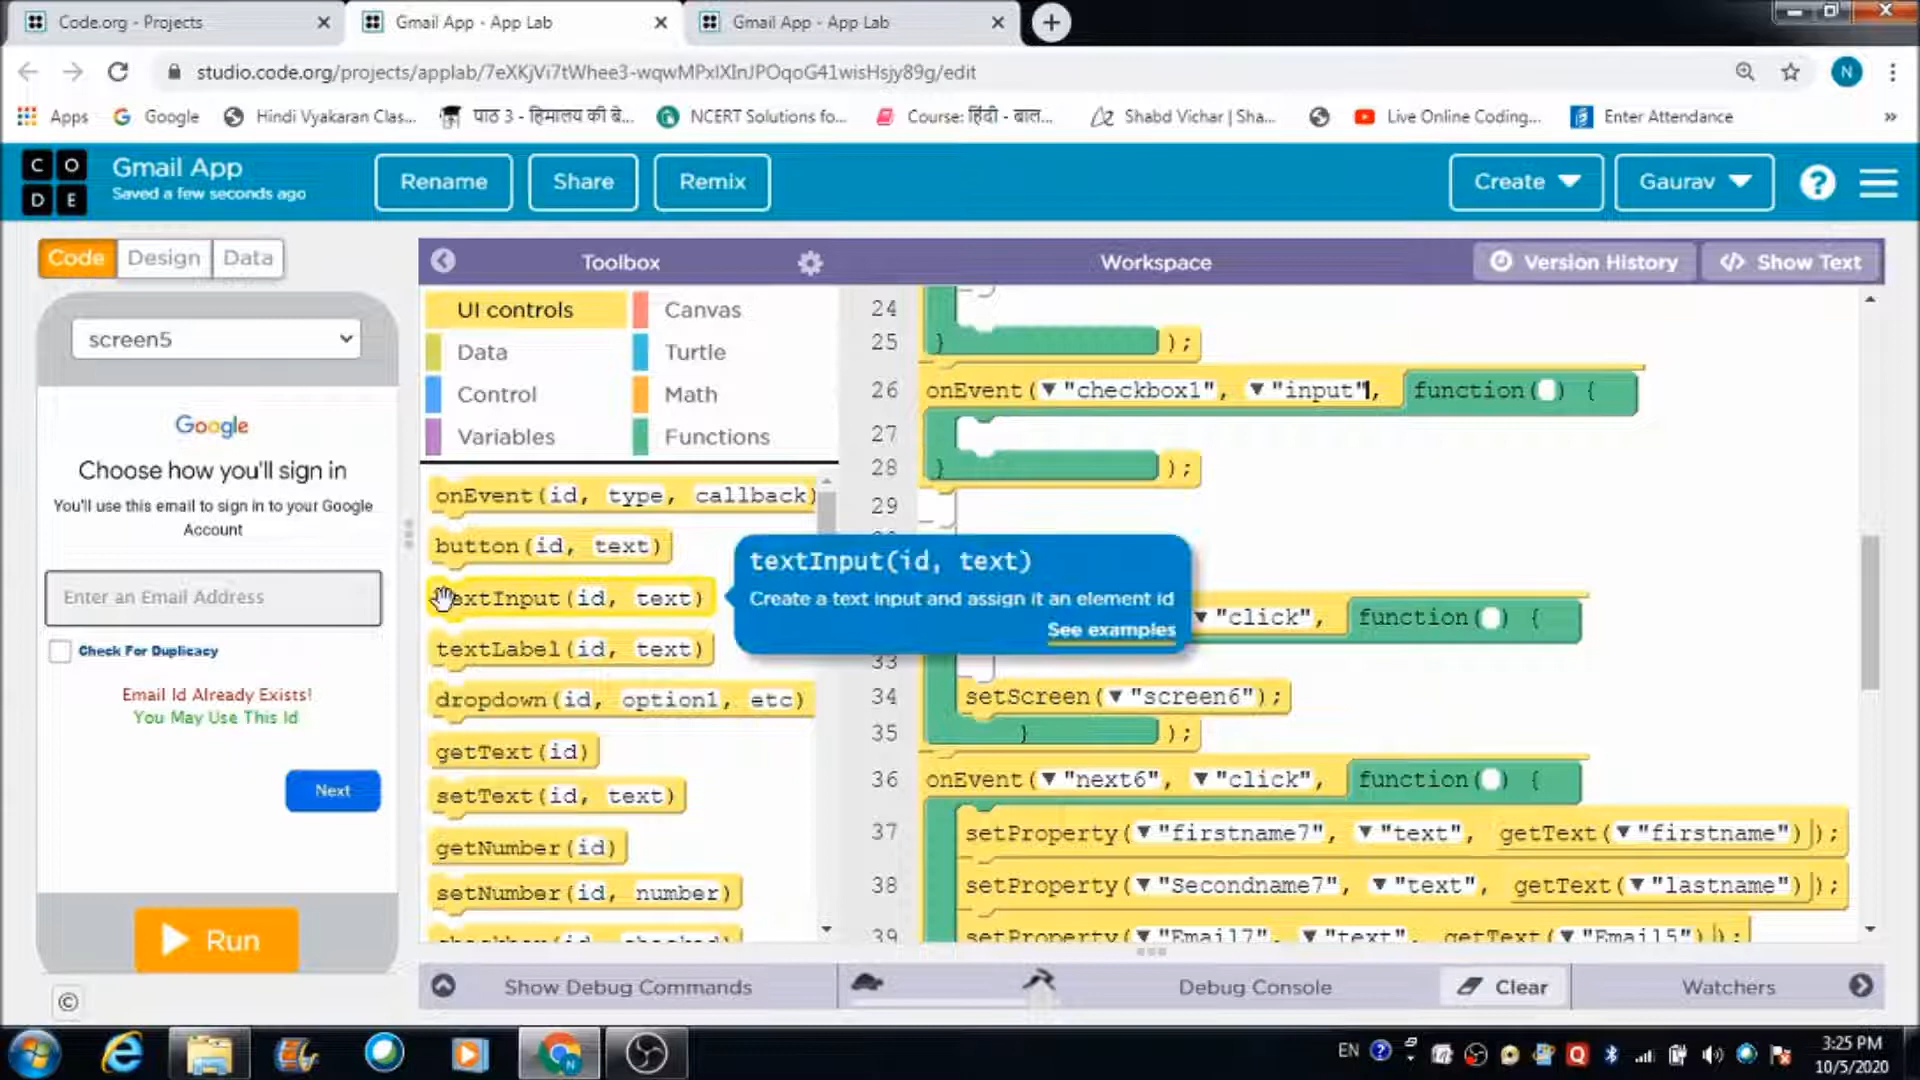 Code.org - Projects
Gmail App - App Lab
Gmail App - App Lab
studio.code.org/projects/applab/7eXKjVi7tWhee3-wqwMPxlXInJPOqoG41wisHsjy89g/edit
N
Apps
Google
Hindi Vyakaran Clas...
पाठ 3 - हिमालय की बे...
NCERT Solutions fo...
Course: हिंदी - बाल...
Shabd Vichar | Sha...
Live Online Coding...
Enter Attendance
»
C O
D E
Gmail App
Saved a few seconds ago
Rename
Share
Remix
Create
Gaurav
?
Code
Design
Data
Toolbox
Workspace
Version History
</> Show Text
screen5
Google
Choose how you'll sign in
You'll use this email to sign in to your Google
Account
Enter an Email Address
Check For Duplicacy
Email Id Already Exists!
You May Use This Id
Next
Run
©
UI controls
Canvas
Data
Turtle
Control
Math
Variables
Functions
onEvent(id, type, callback)
button(id, text)
extInput(id, text)
textLabel(id, text)
dropdown(id, option1, etc)
getText(id)
setText(id, text)
getNumber(id)
setNumber(id, number)
textInput(id, text)
Create a text input and assign it an element id
See examples
24
25 } );
26 onEvent(▼"checkbox1", ▼"input", function() {
27
28 } );
29
▼"click", function() {
33
34 setScreen(▼"screen6");
35 } );
36 onEvent(▼"next6", ▼"click", function() {
37 setProperty(▼"firstname7", ▼"text", getText(▼"firstname"));
38 setProperty(▼"Secondname7", ▼"text", getText(▼"lastname"));
39 setProperty(▼"Email7", ▼"text", getText(▼"Email5"));
Show Debug Commands
Debug Console
Clear
Watchers
EN
3:25 PM
10/5/2020